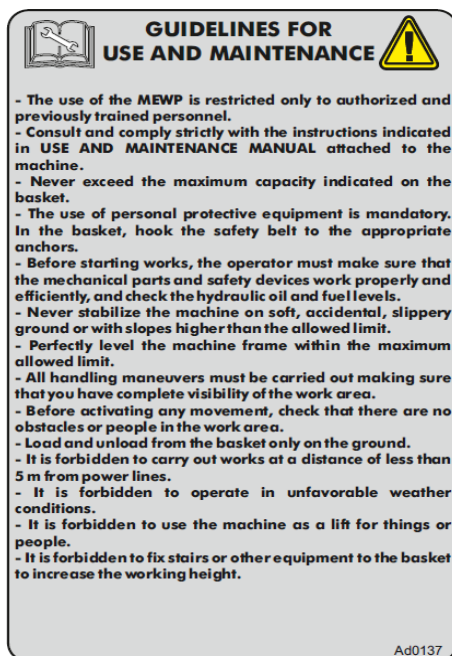 GUIDELINES FOR
USE AND MAINTENANCE
- The use of the MEWP is restricted only to authorized and
previously trained personnel.
- Consult and comply strictly with the instructions indicated
in USE AND MAINTENANCE MANUAL attached to the
machine.
- Never exceed the maximum capacity indicated on the
basket.
- The use of personal protective equipment is mandatory.
In the basket, hook the safety belt to the appropriate
anchors.
- Before starting works, the operator must make sure that
the mechanical parts and safety devices work properly and
efficiently, and check the hydraulic oil and fuel levels.
- Never stabilize the machine on soft, accidental, slippery
ground or with slopes higher than the allowed limit.
- Perfectly level the machine frame within the maximum
allowed limit.
- All handling maneuvers must be carried out making sure
that you have complete visibility of the work area.
- Before activating any movement, check that there are no
obstacles or people in the work area.
- Load and unload from the basket only on the ground.
- It is forbidden to carry out works at a distance of less than
5 m from power lines.
- It is forbidden to operate in unfavorable weather
conditions.
- It is forbidden to use the machine as a lift for things or
people.
- It is forbidden to fix stairs or other equipment to the basket
to increase the working height.
Ad0137